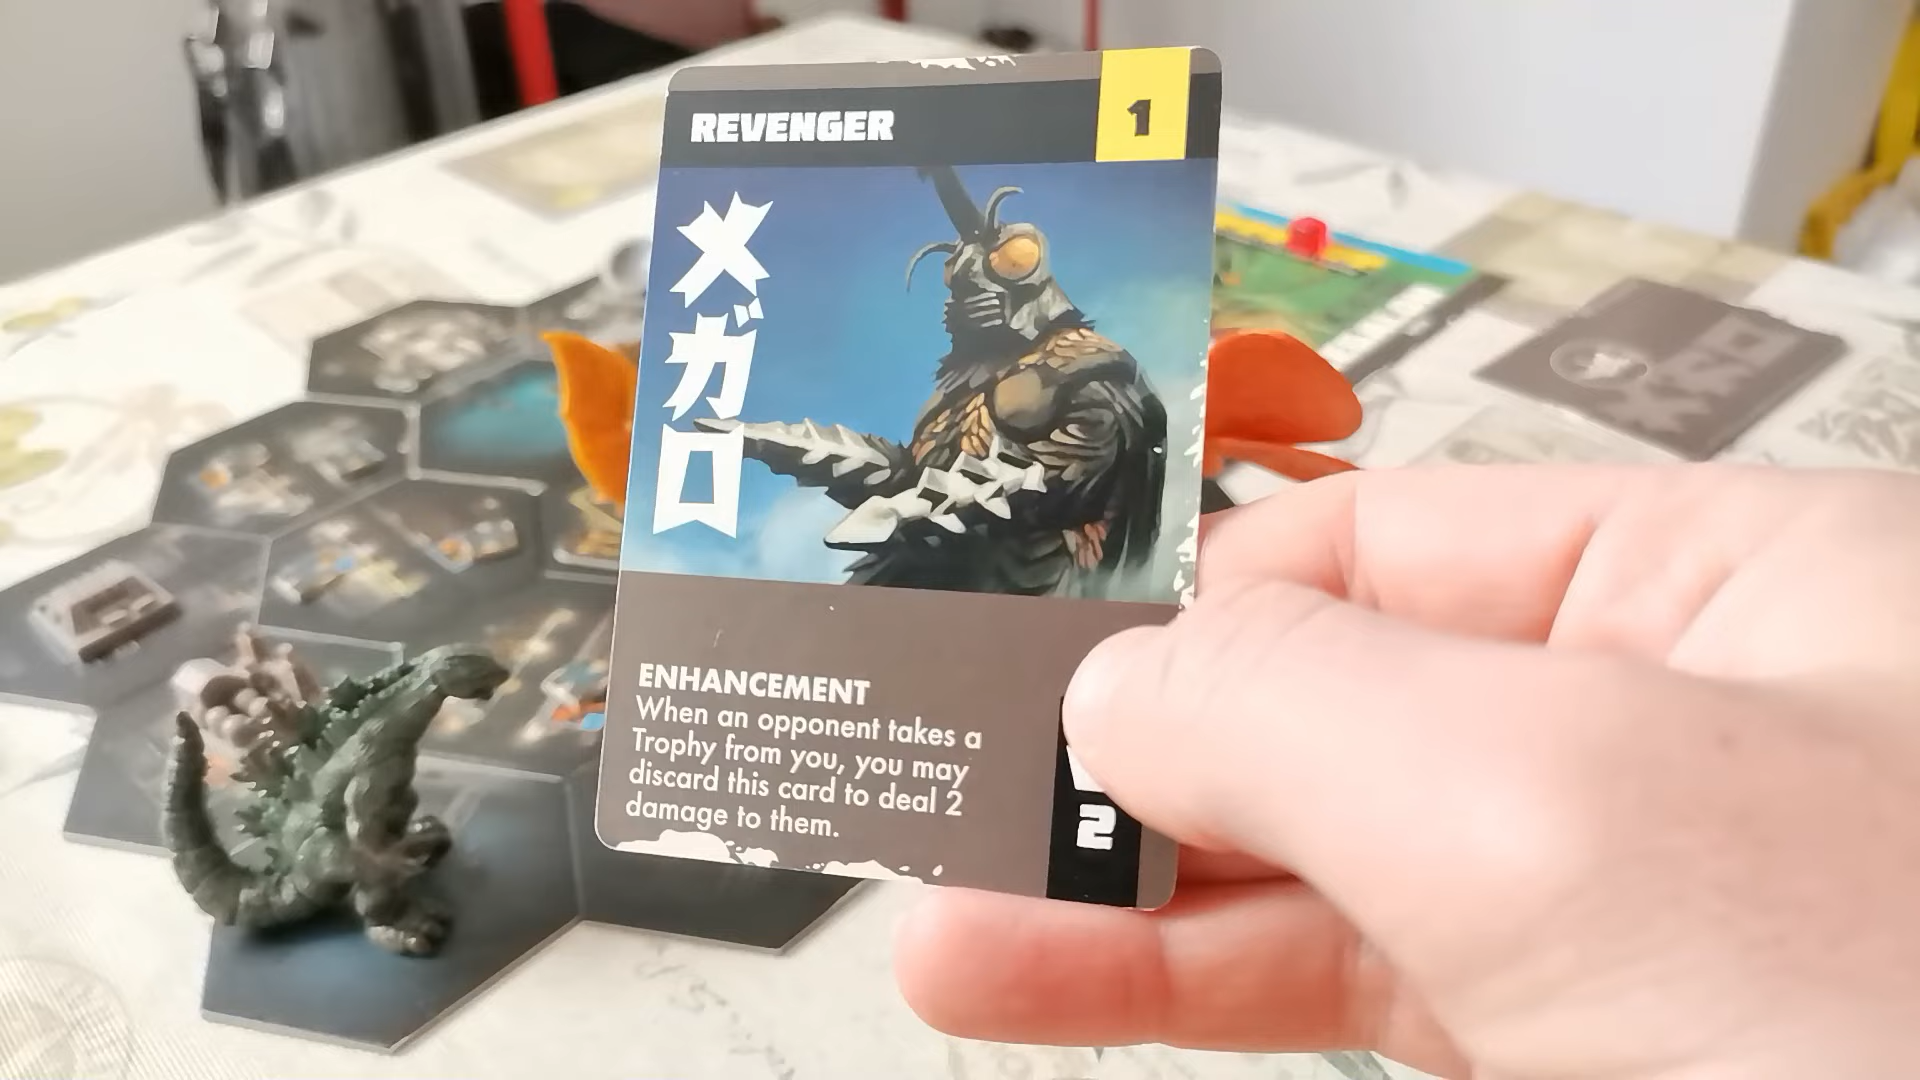 REVENGER
1
メガロ
ENHANCEMENT
When an opponent takes a
Trophy from you, you may
discard this card to deal 2
damage to them.
2